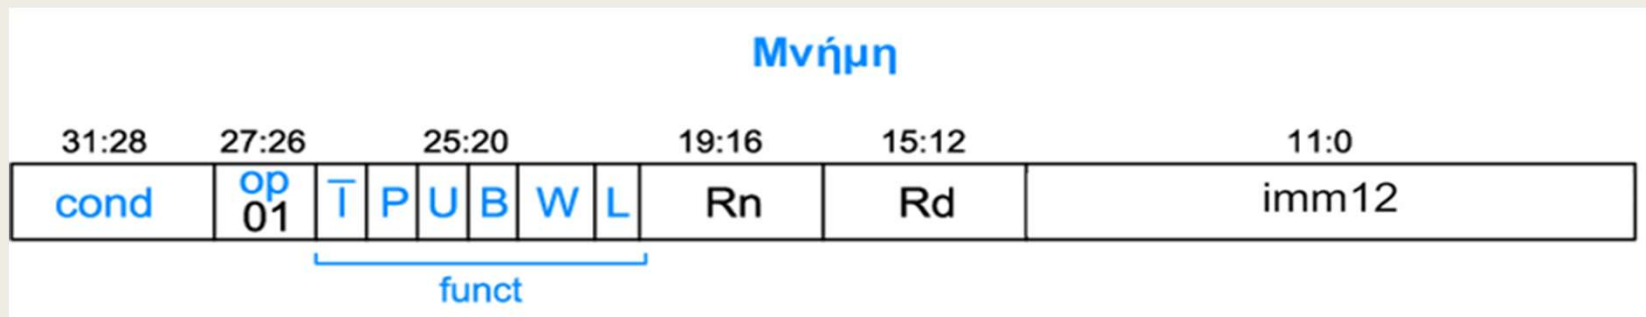 Μνήμη
31:28 27:26 25:20 19:16 15:12 11:0
cond op 01 I̅ P U B W L Rn Rd imm12
funct